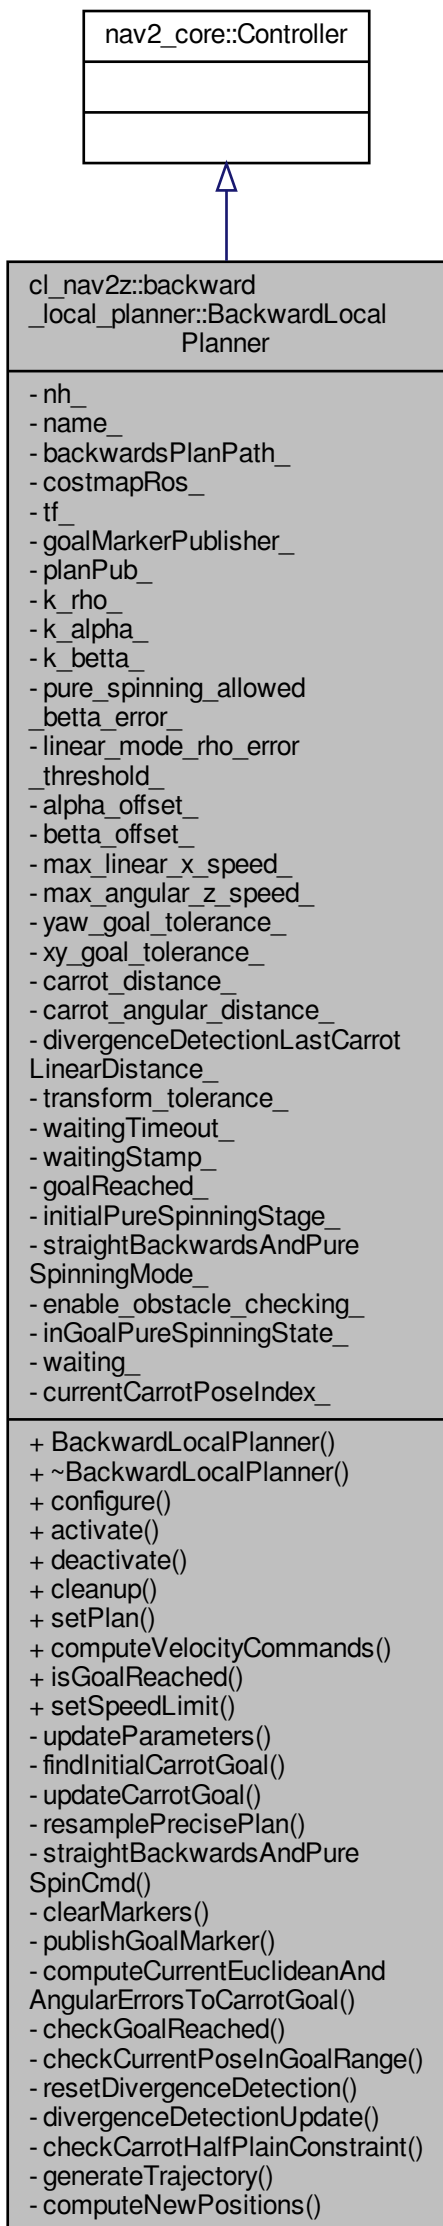 nav2_core::Controller
cl_nav2z::backward
_local_planner::BackwardLocal
Planner
- nh_
- name_
- backwardsPlanPath_
- costmapRos_
- tf_
- goalMarkerPublisher_
- planPub_
- k_rho_
- k_alpha_
- k_betta_
- pure_spinning_allowed
_betta_error_
- linear_mode_rho_error
_threshold_
- alpha_offset_
- betta_offset_
- max_linear_x_speed_
- max_angular_z_speed_
- yaw_goal_tolerance_
- xy_goal_tolerance_
- carrot_distance_
- carrot_angular_distance_
- divergenceDetectionLastCarrot
LinearDistance_
- transform_tolerance_
- waitingTimeout_
- waitingStamp_
- goalReached_
- initialPureSpinningStage_
- straightBackwardsAndPure
SpinningMode_
- enable_obstacle_checking_
- inGoalPureSpinningState_
- waiting_
- currentCarrotPoseIndex_
+ BackwardLocalPlanner()
+ ~BackwardLocalPlanner()
+ configure()
+ activate()
+ deactivate()
+ cleanup()
+ setPlan()
+ computeVelocityCommands()
+ isGoalReached()
+ setSpeedLimit()
- updateParameters()
- findInitialCarrotGoal()
- updateCarrotGoal()
- resamplePrecisePlan()
- straightBackwardsAndPure
SpinCmd()
- clearMarkers()
- publishGoalMarker()
- computeCurrentEuclideanAnd
AngularErrorsToCarrotGoal()
- checkGoalReached()
- checkCurrentPoseInGoalRange()
- resetDivergenceDetection()
- divergenceDetectionUpdate()
- checkCarrotHalfPlainConstraint()
- generateTrajectory()
- computeNewPositions()